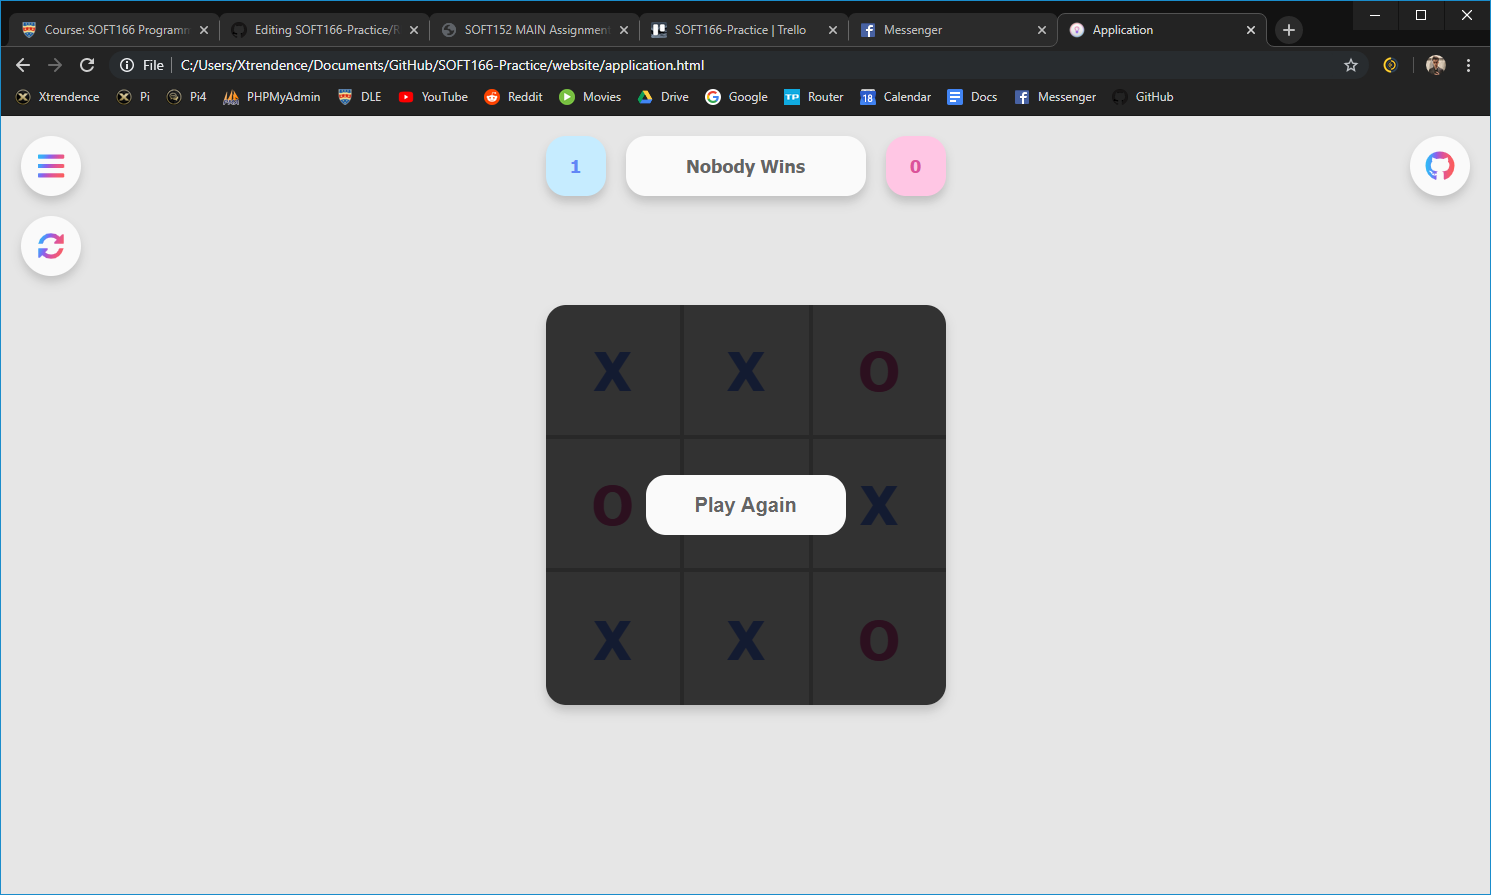 Course: SOFT166 Programm
Editing SOFT166-Practice/R
SOFT152 MAIN Assignment
SOFT166-Practice | Trello
Messenger
Application
File
C:/Users/Xtrendence/Documents/GitHub/SOFT166-Practice/website/application.html
Xtrendence
Pi
Pi4
PHPMyAdmin
DLE
YouTube
Reddit
Movies
Drive
Google
TP Router
18 Calendar
Docs
Messenger
GitHub
1
Nobody Wins
0
X X O
O Play Again X
X X O